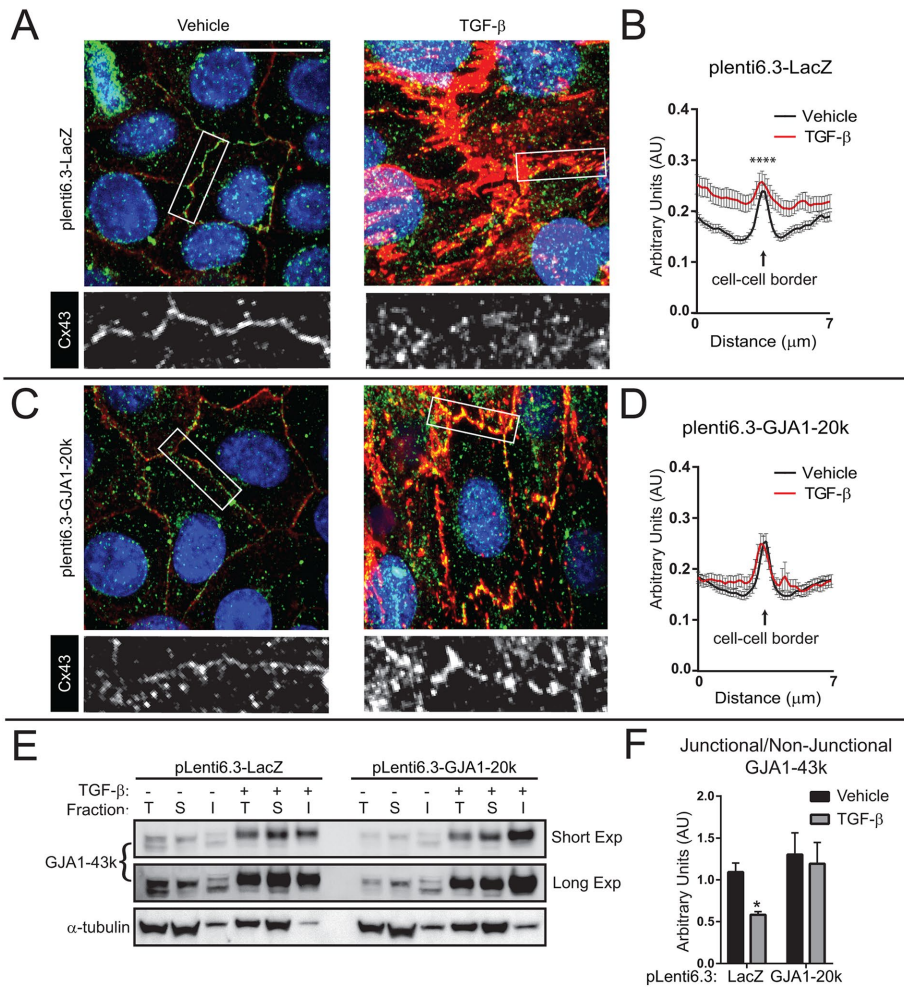 A
Vehicle
TGF-β
plenti6.3-LacZ
Cx43
B
plenti6.3-LacZ
Vehicle
TGF-β
****
Arbitrary Units (AU)
0.4
0.3
0.2
0.1
0.0
cell-cell border
0
7
Distance (μm)
C
plenti6.3-GJA1-20k
Cx43
D
plenti6.3-GJA1-20k
Vehicle
TGF-β
Arbitrary Units (AU)
0.4
0.3
0.2
0.1
0.0
cell-cell border
0
7
Distance (μm)
E
pLenti6.3-LacZ pLenti6.3-GJA1-20k
TGF-β: - - - + + + - - - + + +
Fraction: T S I T S I T S I T S I
GJA1-43k
Short Exp
Long Exp
α-tubulin
F
Junctional/Non-Junctional
GJA1-43k
Vehicle
TGF-β
Arbitrary Units (AU)
2.0
1.5
1.0
0.5
0.0
*
pLenti6.3: LacZ GJA1-20k